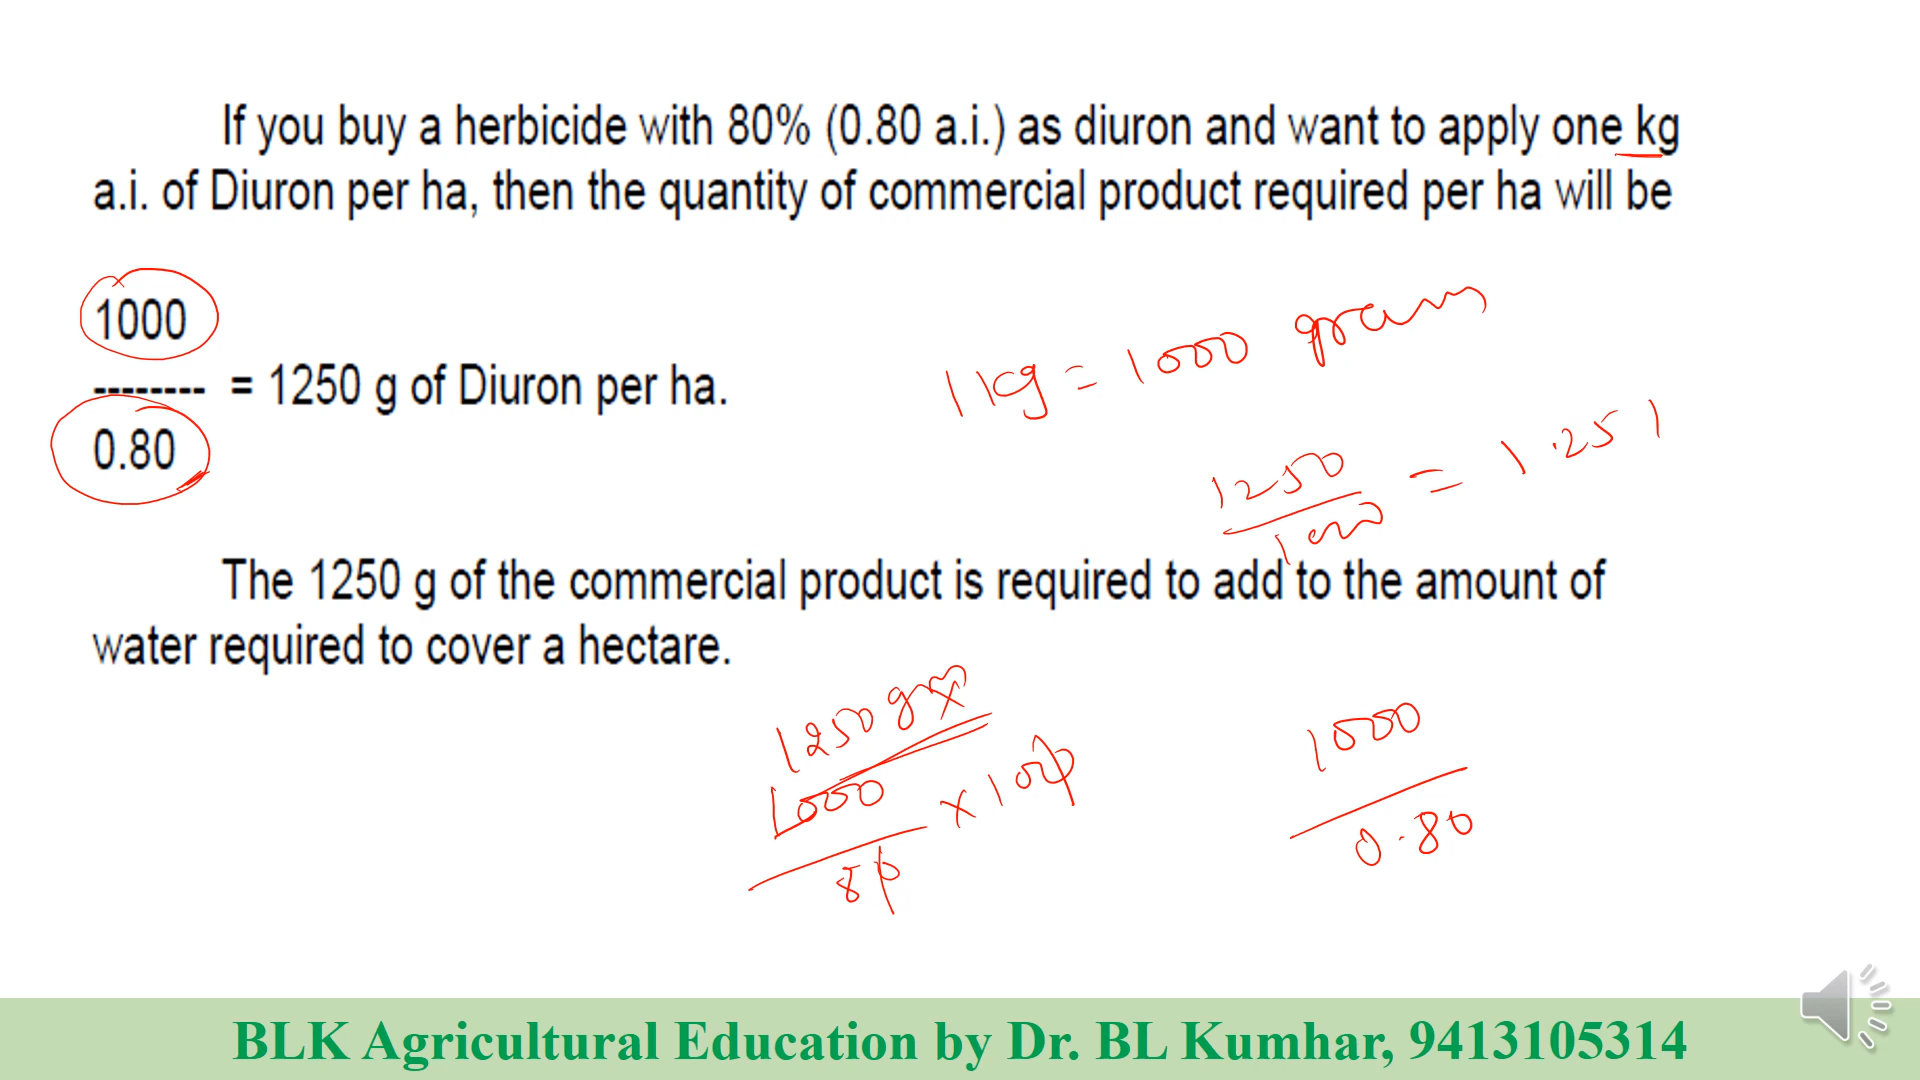 If you buy a herbicide with 80% (0.80 a.i.) as diuron and want to apply one kg
a.i. of Diuron per ha, then the quantity of commercial product required per ha will be
1000
-------- = 1250 g of Diuron per ha.
0.80
1 kg = 1000 gram
1250
1000
= 1.25 l
The 1250 g of the commercial product is required to add to the amount of
water required to cover a hectare.
1250 gm
1000
80
x 100
1000
0.80
BLK Agricultural Education by Dr. BL Kumhar, 9413105314